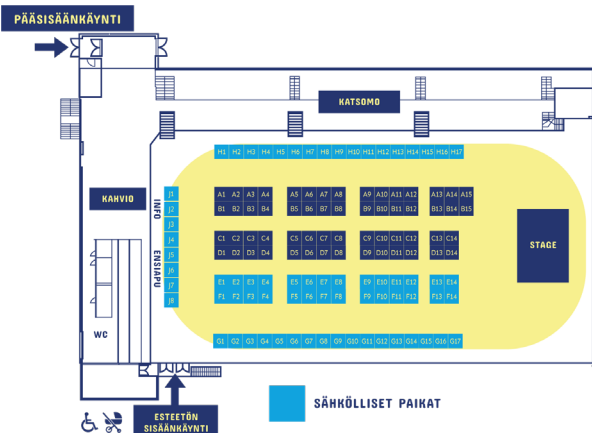 PÄÄSISÄÄNKÄYNTI
KATSOMO
H1 H2 H3 H4 H5 H6 H7 H8 H9 H10 H11 H12 H13 H14 H15 H16 H17
KAHVIO
INFO
ENSIAPU
J1
J2
J3
J4
J5
J6
J7
J8
A1 A2 A3 A4 A5 A6 A7 A8 A9 A10 A11 A12 A13 A14 A15
B1 B2 B3 B4 B5 B6 B7 B8 B9 B10 B11 B12 B13 B14 B15
C1 C2 C3 C4 C5 C6 C7 C8 C9 C10 C11 C12 C13 C14
D1 D2 D3 D4 D5 D6 D7 D8 D9 D10 D11 D12 D13 D14
STAGE
E1 E2 E3 E4 E5 E6 E7 E8 E9 E10 E11 E12 E13 E14
F1 F2 F3 F4 F5 F6 F7 F8 F9 F10 F11 F12 F13 F14
WC
G1 G2 G3 G4 G5 G6 G7 G8 G9 G10 G11 G12 G13 G14 G15 G16 G17
SÄHKÖLLISET PAIKAT
ESTEETÖN
SISÄÄNKÄYNTI